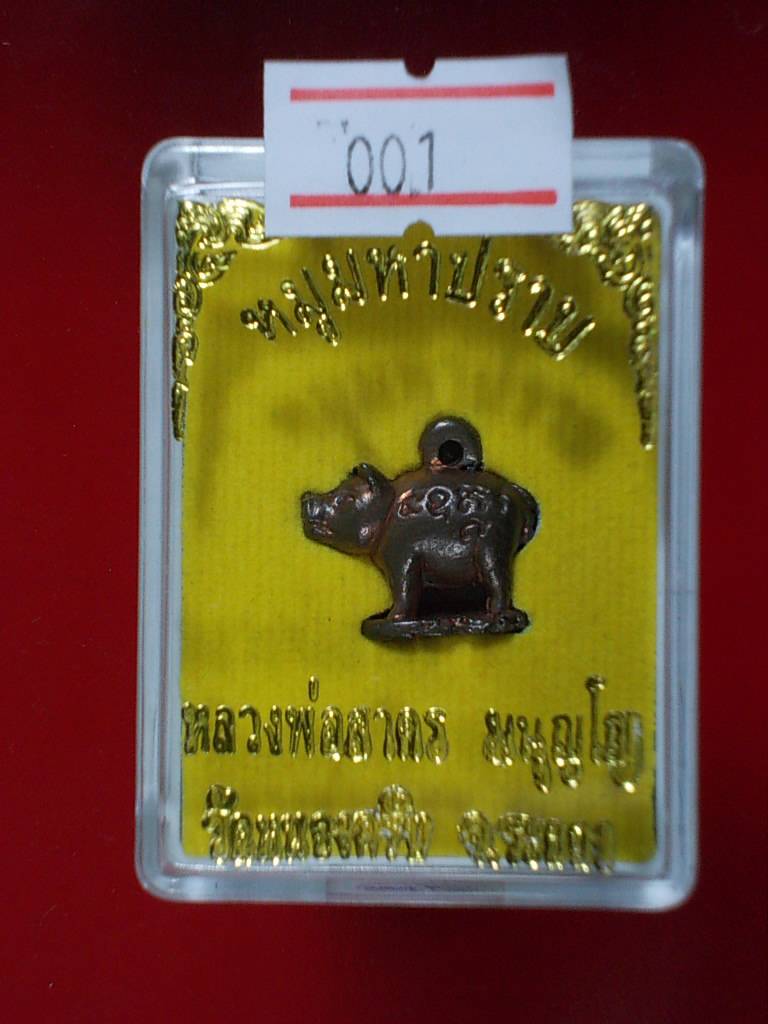 001
หมูมหาปราบ
หลวงพ่อสาคร มนุญโญ
วัดหนองกรับ จ.ระยอง